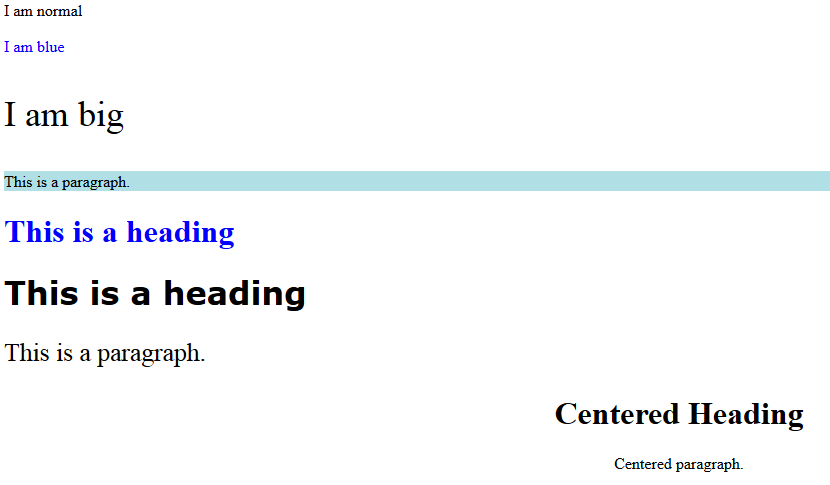 I am normal
I am blue
I am big
This is a paragraph.
This is a heading
This is a heading
This is a paragraph.
Centered Heading
Centered paragraph.